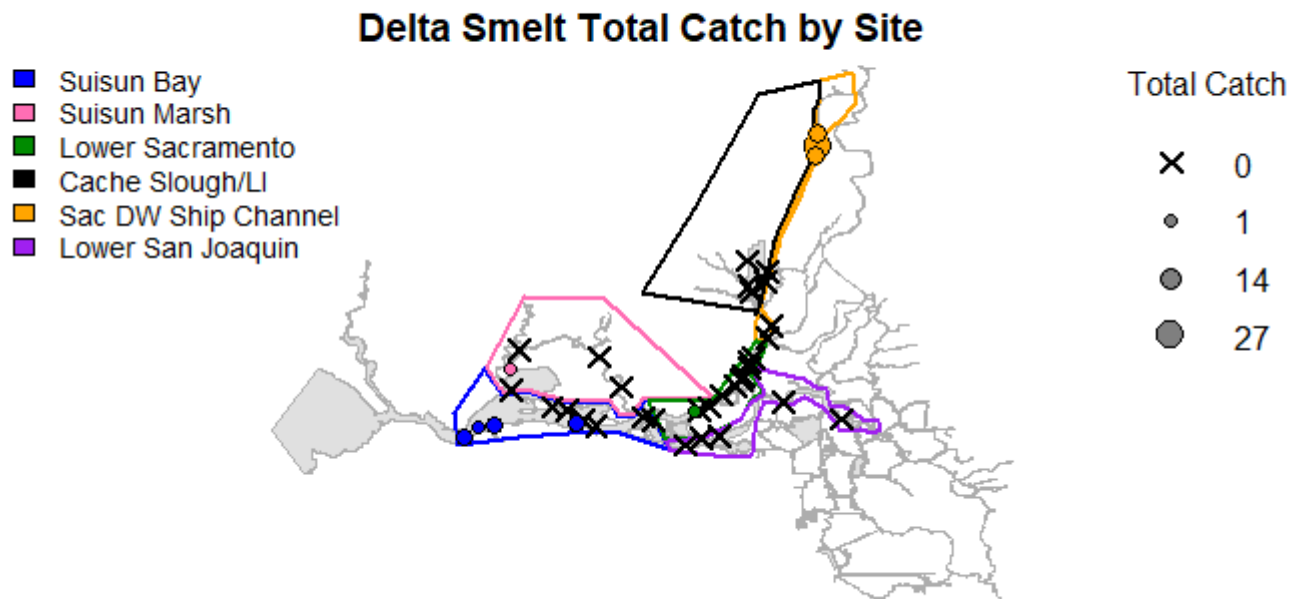 Delta Smelt Total Catch by Site
Suisun Bay
Suisun Marsh
Lower Sacramento
Cache Slough/LI
Sac DW Ship Channel
Lower San Joaquin
Total Catch
0
1
14
27